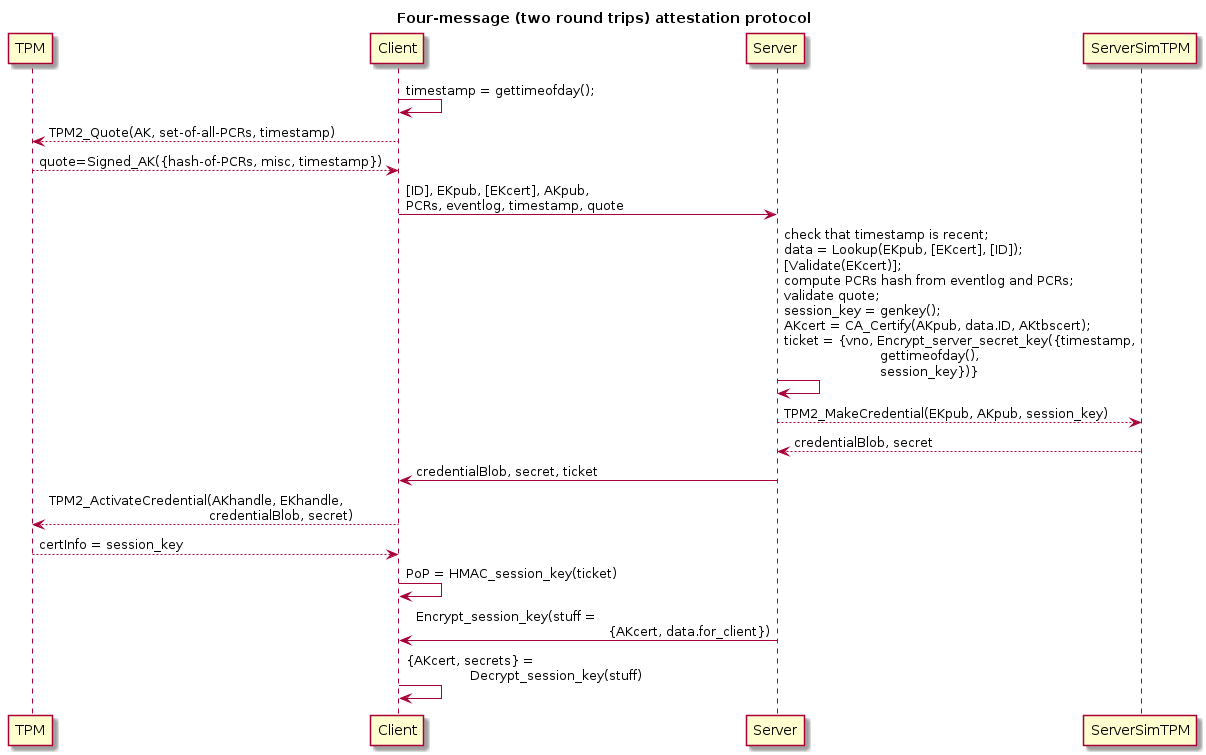 Four-message (two round trips) attestation protocol
TPM
Client
Server
ServerSimTPM
timestamp = gettimeofday();
TPM2_Quote(AK, set-of-all-PCRs, timestamp)
quote=Signed_AK({hash-of-PCRs, misc, timestamp})
[ID], EKpub, [EKcert], AKpub,
PCRs, eventlog, timestamp, quote
check that timestamp is recent;
data = Lookup(EKpub, [EKcert], [ID]);
[Validate(EKcert)];
compute PCRs hash from eventlog and PCRs;
validate quote;
session_key = genkey();
AKcert = CA_Certify(AKpub, data.ID, AKtbscert);
ticket = {vno, Encrypt_server_secret_key({timestamp,
gettimeofday(),
session_key})}
TPM2_MakeCredential(EKpub, AKpub, session_key)
credentialBlob, secret
credentialBlob, secret, ticket
TPM2_ActivateCredential(AKhandle, EKhandle,
credentialBlob, secret)
certInfo = session_key
PoP = HMAC_session_key(ticket)
Encrypt_session_key(stuff =
{AKcert, data.for_client})
{AKcert, secrets} =
Decrypt_session_key(stuff)
TPM
Client
Server
ServerSimTPM